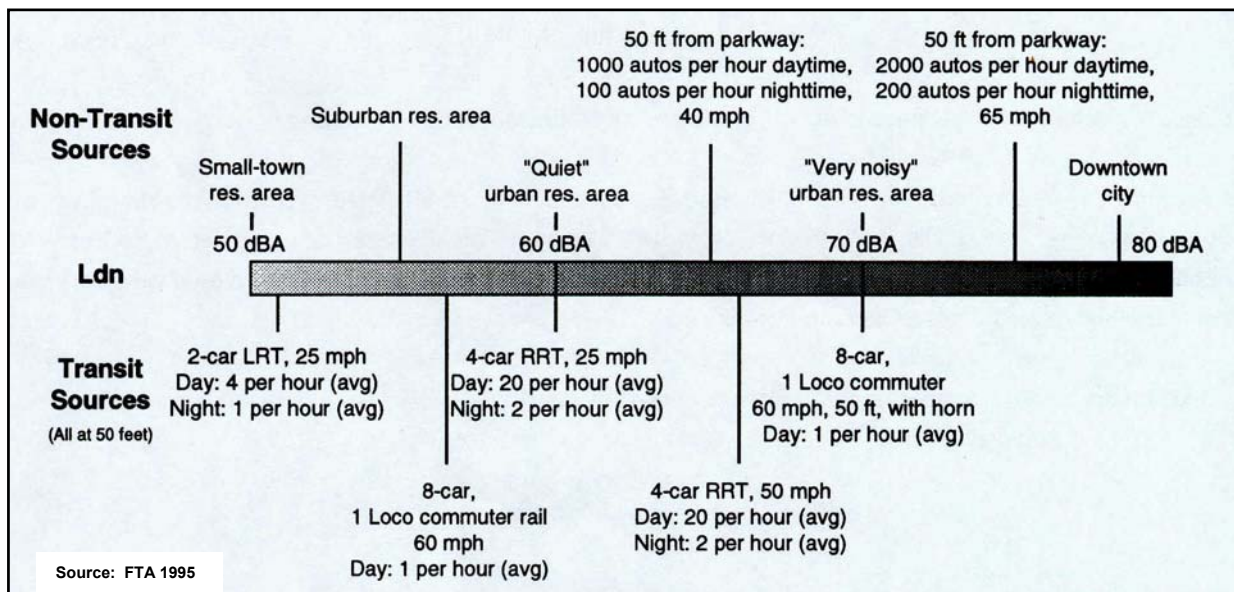 50 ft from parkway:
1000 autos per hour daytime,
100 autos per hour nighttime,
40 mph
50 ft from parkway:
2000 autos per hour daytime,
200 autos per hour nighttime,
65 mph
Non-Transit
Sources
Suburban res. area
Small-town
res. area
"Quiet"
urban res. area
"Very noisy"
urban res. area
Downtown
city
50 dBA
60 dBA
70 dBA
80 dBA
Ldn
Transit
Sources
(All at 50 feet)
2-car LRT, 25 mph
Day: 4 per hour (avg)
Night: 1 per hour (avg)
4-car RRT, 25 mph
Day: 20 per hour (avg)
Night: 2 per hour (avg)
8-car,
1 Loco commuter
60 mph, 50 ft, with horn
Day: 1 per hour (avg)
8-car,
1 Loco commuter rail
60 mph
Day: 1 per hour (avg)
4-car RRT, 50 mph
Day: 20 per hour (avg)
Night: 2 per hour (avg)
Source: FTA 1995